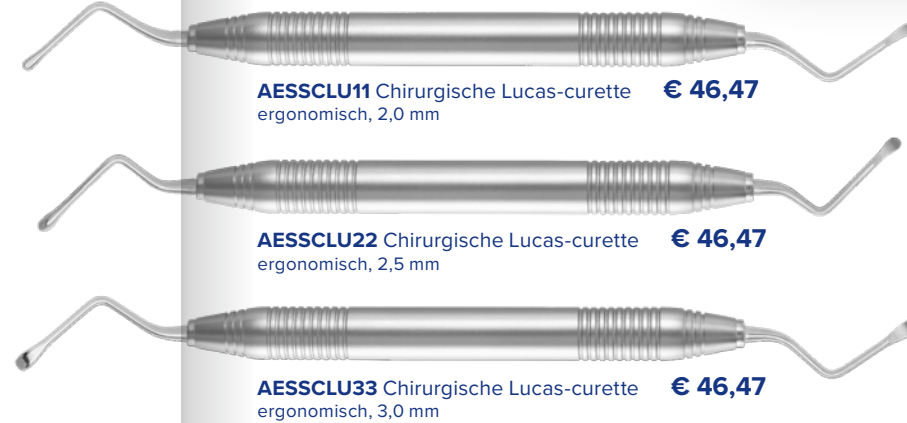 AESSCLU11 Chirurgische Lucas-curette € 46,47
ergonomisch, 2,0 mm
AESSCLU22 Chirurgische Lucas-curette € 46,47
ergonomisch, 2,5 mm
AESSCLU33 Chirurgische Lucas-curette € 46,47
ergonomisch, 3,0 mm